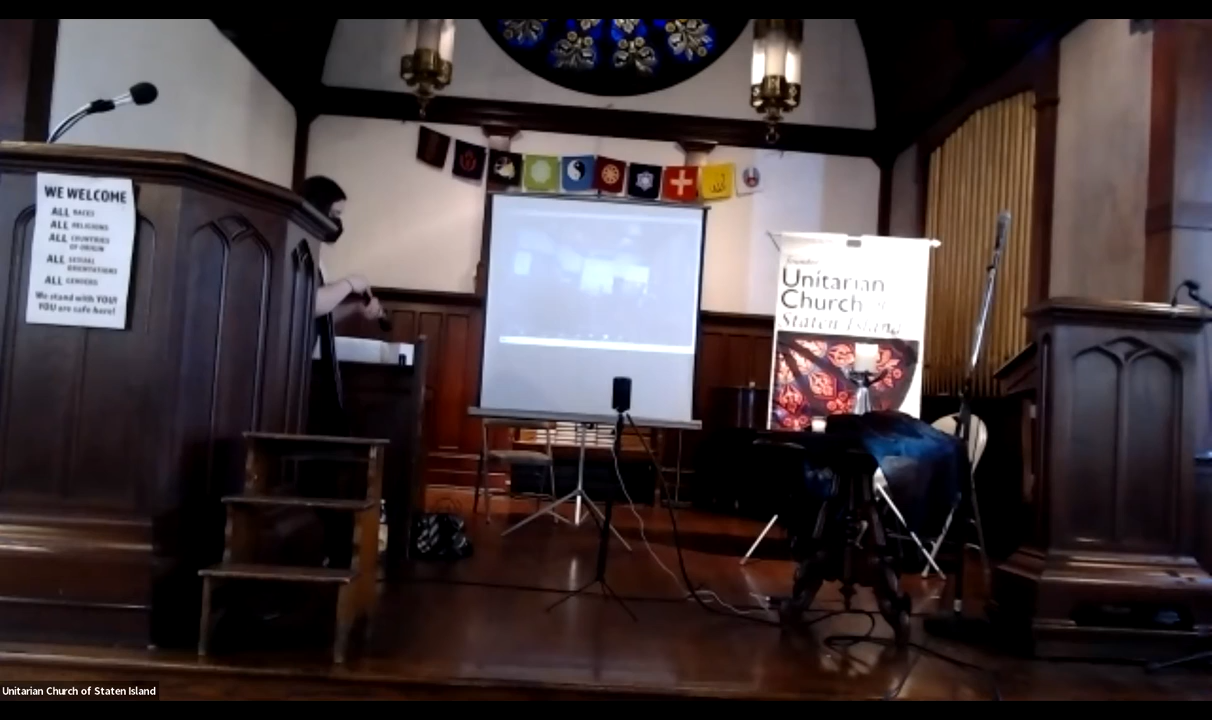 WE WELCOME
ALL RACES
ALL RELIGIONS
ALL COUNTRIES
OF ORIGIN
ALL SEXUAL
ORIENTATIONS
ALL GENDERS
We stand with YOU!
YOU are safe here!
Unitarian
Church of
Staten Island
Unitarian Church of Staten Island